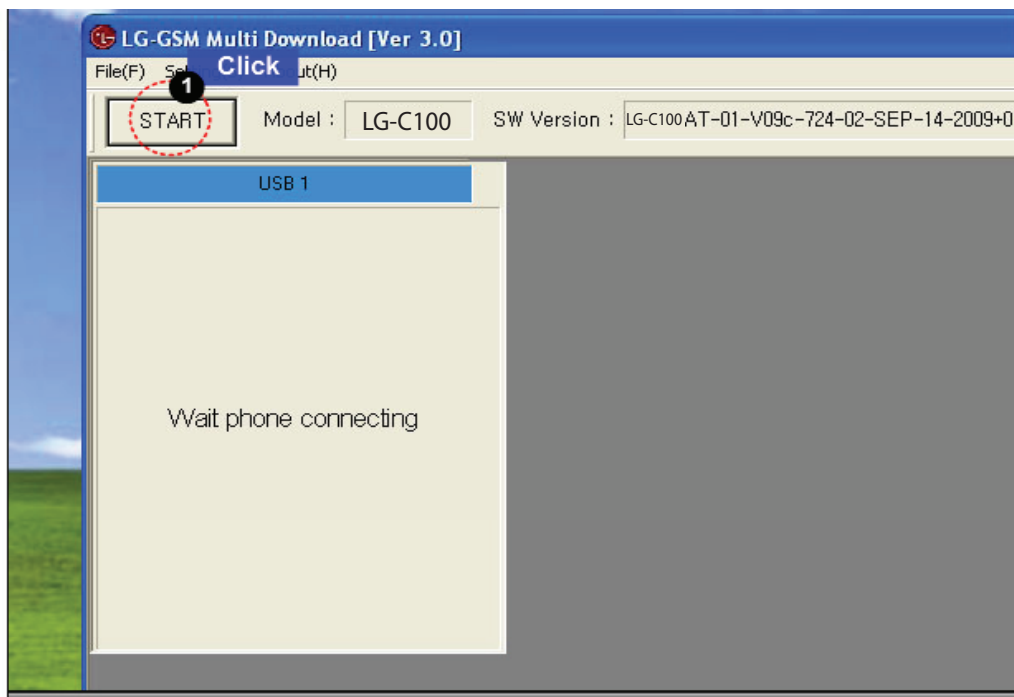 LG-GSM Multi Download [Ver 3.0]
File(F) Click ut(H)
1
START Model : LG-C100 SW Version : LG-C100AT-01-V09c-724-02-SEP-14-2009+0
USB 1
Wait phone connecting